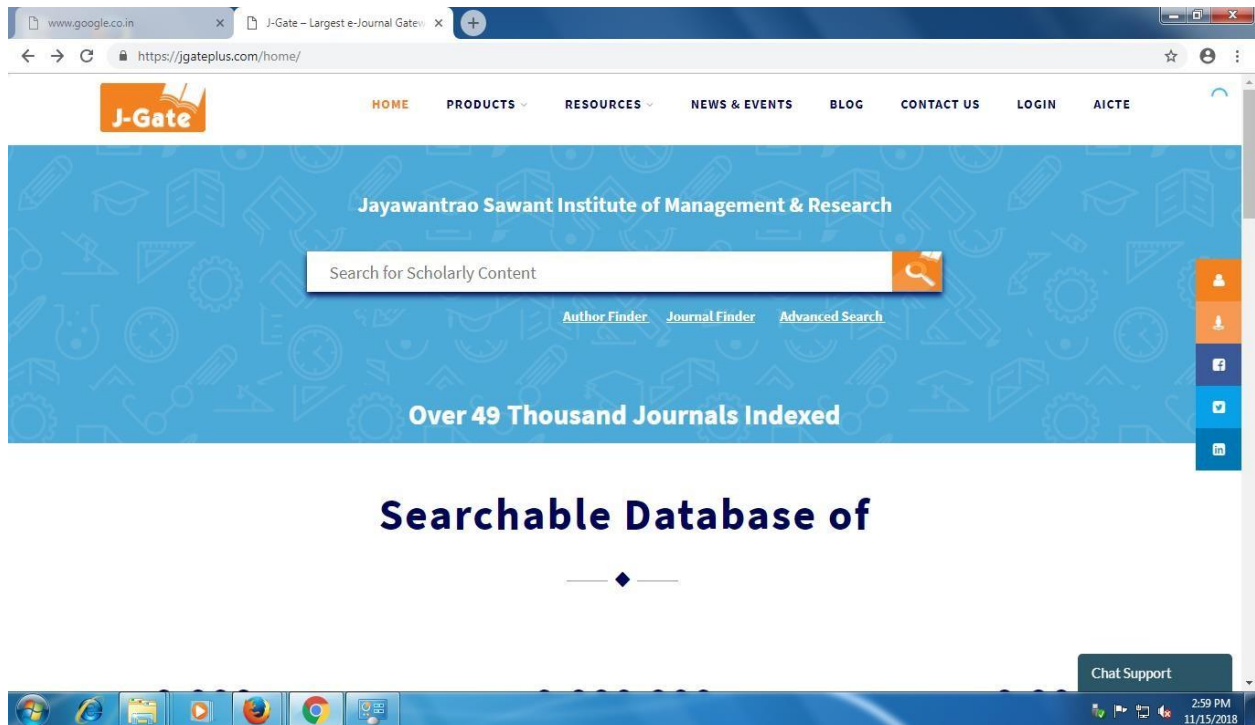 www.google.co.in
J-Gate – Largest e-Journal Gatew
https://jgateplus.com/home/
J-Gate
HOME PRODUCTS RESOURCES NEWS & EVENTS BLOG CONTACT US LOGIN AICTE
Jayawantrao Sawant Institute of Management & Research
Search for Scholarly Content
Author Finder Journal Finder Advanced Search
Over 49 Thousand Journals Indexed
Searchable Database of
Chat Support
2:59 PM
11/15/2018